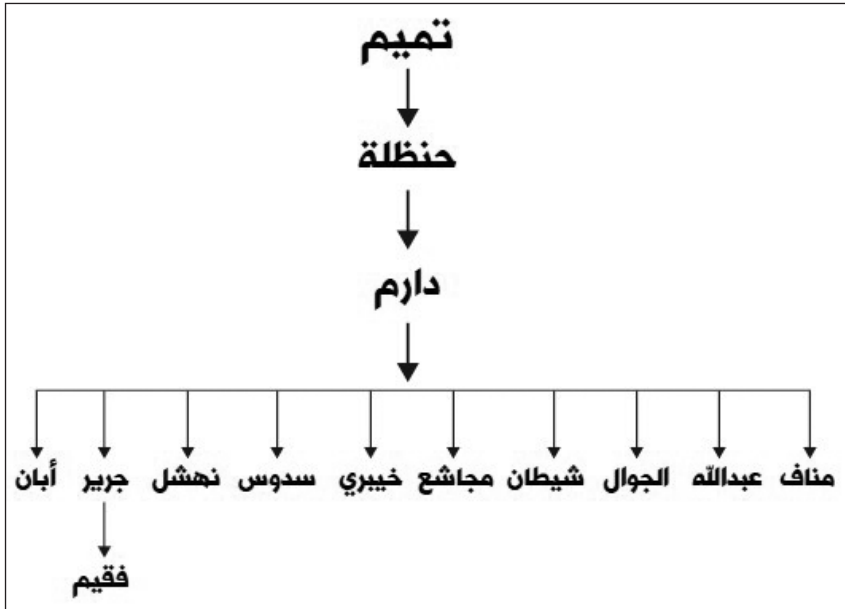 تميم
حنظلة
دارم
مناف عبدالله الجوال شيطان مجاشع خيبري سدوس نهشل جرير أبان
فقيم